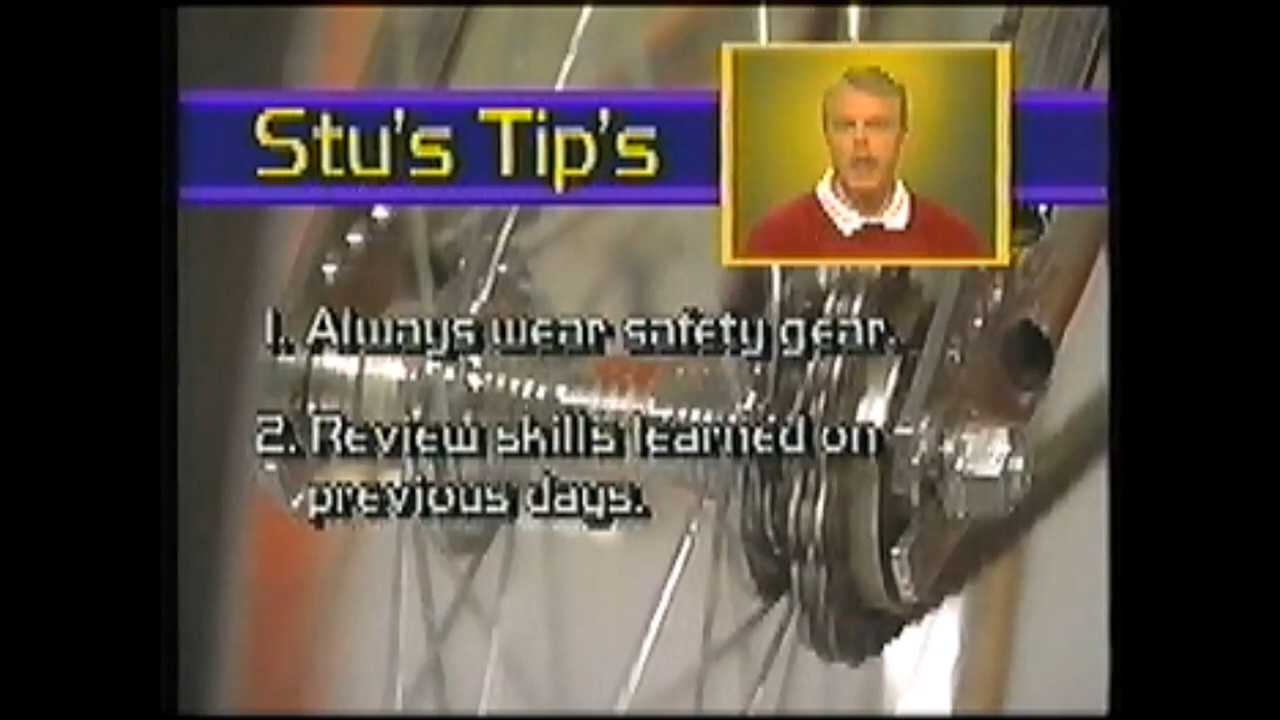 Stu's Tip's
1. Always wear safety gear.
2. Review skills learned on
previous days.